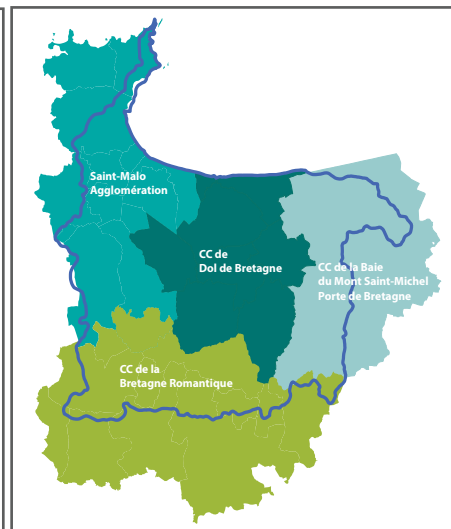 Saint-Malo
Agglomération
CC de
Dol de Bretagne
CC de la Baie
du Mont Saint-Michel
Porte de Bretagne
CC de la
Bretagne Romantique